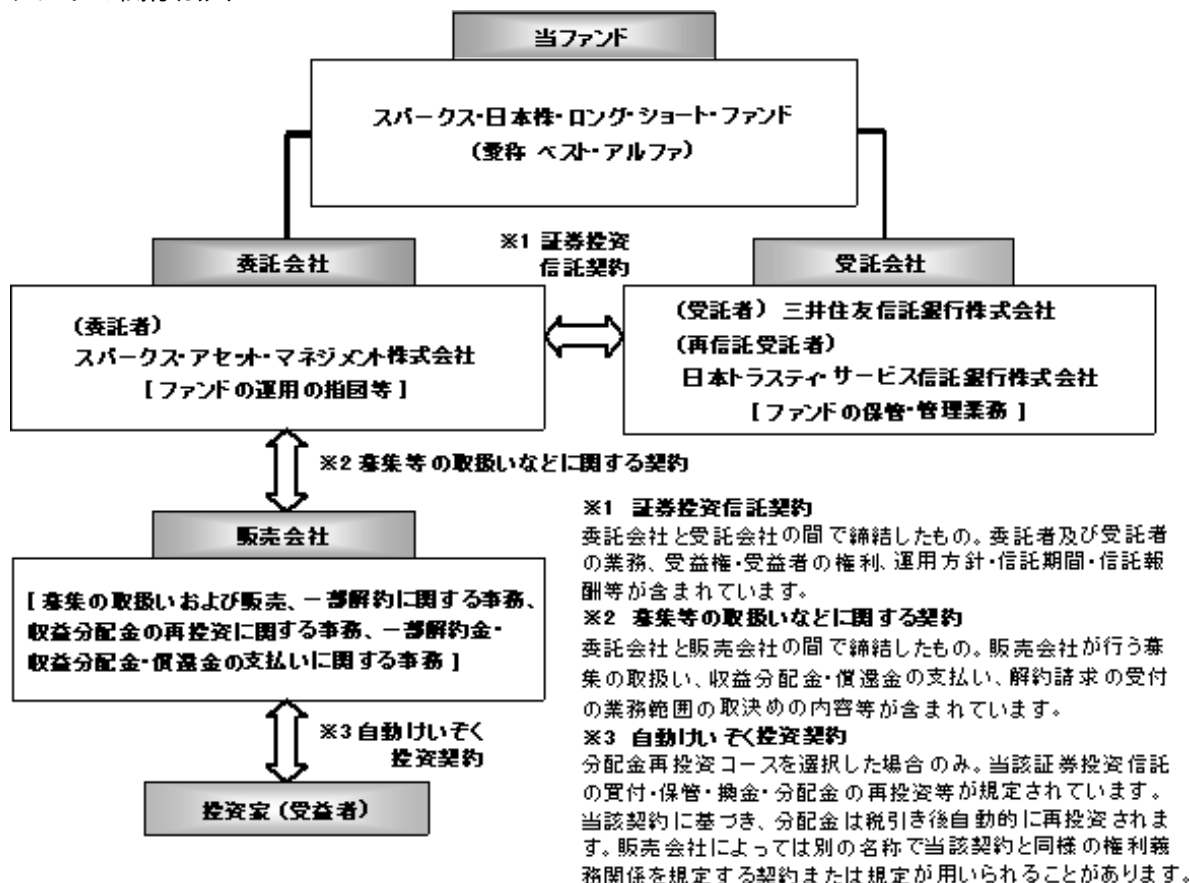 当ファンド
スパークス・日本株・ロング・ショート・ファンド
(愛称 ベスト・アルファ)
※1 証券投資
信託契約
委託会社
(委託者)
スパークス・アセット・マネジメント株式会社
[ファンドの運用の指図等]
受託会社
(受託者) 三井住友信託銀行株式会社
(再信託受託者)
日本トラスティ・サービス信託銀行株式会社
[ファンドの保管・管理業務]
※2 募集等の取扱いなどに関する契約
販売会社
[募集の取扱いおよび販売、一部解約に関する事務、
収益分配金の再投資に関する事務、一部解約金・
収益分配金・償還金の支払いに関する事務]
※3 自動けいぞく
投資契約
投資家(受益者)
※1 証券投資信託契約
委託会社と受託会社の間で締結したもの。委託者及び受託者
の業務、受益権・受益者の権利、運用方針・信託期間・信託報
酬等が含まれています。
※2 募集等の取扱いなどに関する契約
委託会社と販売会社の間で締結したもの。販売会社が行う募
集の取扱い、収益分配金・償還金の支払い、解約請求の受付
の業務範囲の取決めの内容等が含まれています。
※3 自動けいぞく投資契約
分配金再投資コースを選択した場合のみ。当該証券投資信託
の買付・保管・換金・分配金の再投資等が規定されています。
当該契約に基づき、分配金は税引き後自動的に再投資されま
す。販売会社によっては別の名称で当該契約と同様の権利義
務関係を規定する契約または規定が用いられることがあります。